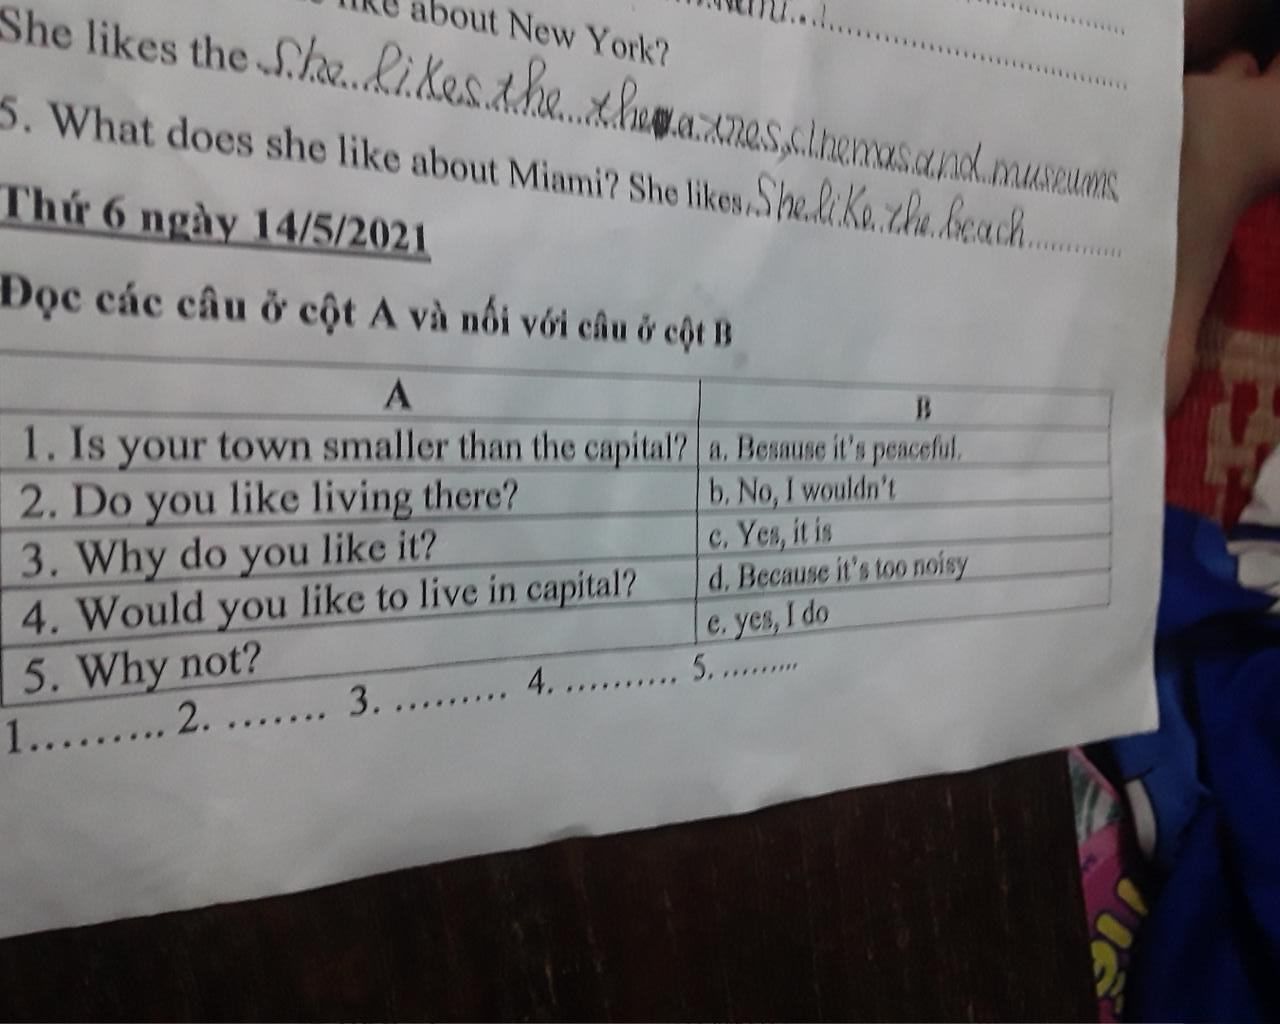 like about New York?
She likes the She likes the theatres, cinemas and museums
5. What does she like about Miami? She likes She like the beach
Thứ 6 ngày 14/5/2021
Đọc các câu ở cột A và nối với câu ở cột B
A B
1. Is your town smaller than the capital? a. Besause it's peaceful.
2. Do you like living there? b. No, I wouldn't
3. Why do you like it? c. Yes, it is
4. Would you like to live in capital? d. Because it's too noisy
5. Why not? e. yes, I do
1.......... 2. ....... 3. ......... 4. .......... 5. .........